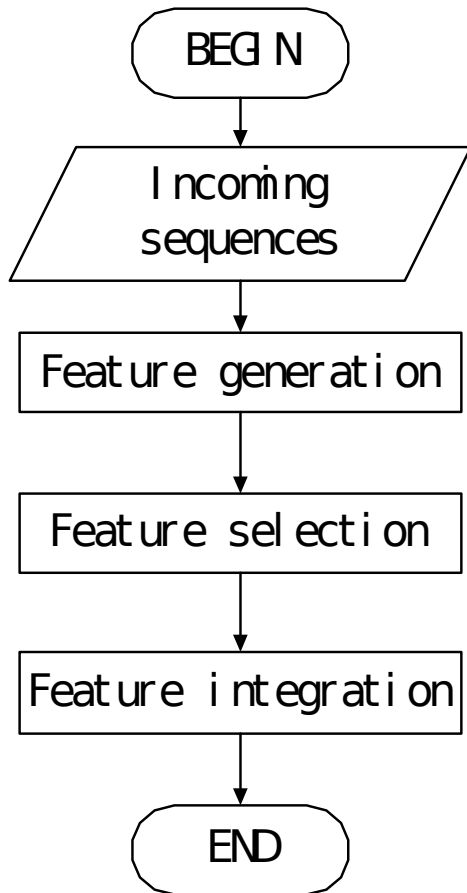 BEGIN
Incoming
sequences
Feature generation
Feature selection
Feature integration
END